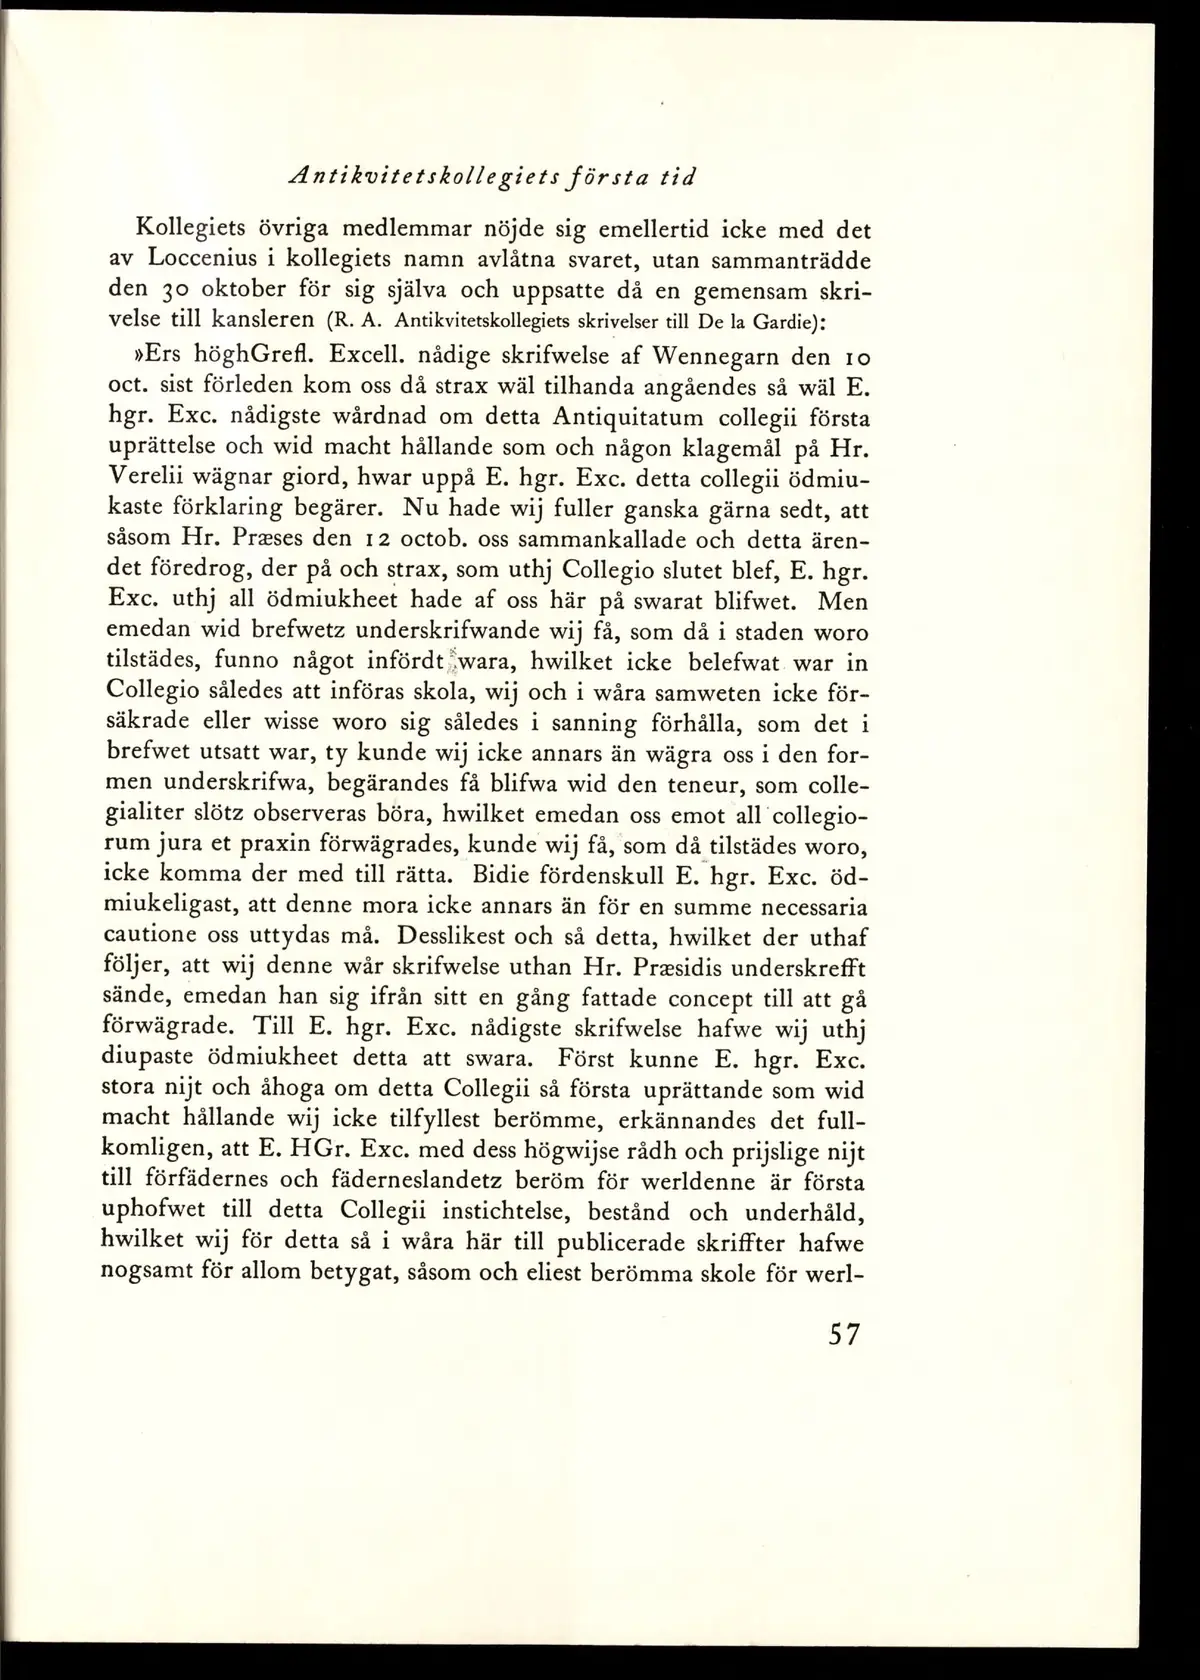 Antikvitetskollegiets första tid
Kollegiets övriga medlemmar nöjde sig emellertid icke med det
av Loccenius i kollegiets namn avlåtna svaret, utan sammanträdde
den 30 oktober för sig själva och uppsatte då en gemensam skri-
velse till kansleren (R. A. Antikvitetskollegiets skrivelser till De la Gardie):
»Ers höghGrefl. Excell. nådige skrifwelse af Wennegarn den 10
oct. sist förleden kom oss då strax wäl tilhanda angåendes så wäl E.
hgr. Exc. nådigste wårdnad om detta Antiquitatum collegii första
uprättelse och wid macht hållande som och någon klagemål på Hr.
Verelii wägnar giord, hwar uppå E. hgr. Exc. detta collegii ödmiu-
kaste förklaring begärer. Nu hade wij fuller ganska gärna sedt, att
såsom Hr. Præses den 12 octob. oss sammankallade och detta ären-
det föredrog, der på och strax, som uthj Collegio slutet blef, E. hgr.
Exc. uthj all ödmiukheet hade af oss här på swarat blifwet. Men
emedan wid brefwetz underskrifwande wij få, som då i staden woro
tilstädes, funno något infördt wara, hwilket icke belefwat war in
Collegio således att införas skola, wij och i wåra samweten icke för-
säkrade eller wisse woro sig således i sanning förhålla, som det i
brefwet utsatt war, ty kunde wij icke annars än wägra oss i den for-
men underskrifwa, begärandes få blifwa wid den teneur, som colle-
gialiter slötz observeras böra, hwilket emedan oss emot all collegio-
rum jura et praxin förwägrades, kunde wij få, som då tilstädes woro,
icke komma der med till rätta. Bidie fördenskull E. hgr. Exc. öd-
miukeligast, att denne mora icke annars än för en summe necessaria
cautione oss uttydas må. Desslikest och så detta, hwilket der uthaf
följer, att wij denne wår skrifwelse uthan Hr. Præsidis underskrefft
sände, emedan han sig ifrån sitt en gång fattade concept till att gå
förwägrade. Till E. hgr. Exc. nådigste skrifwelse hafwe wij uthj
diupaste ödmiukheet detta att swara. Först kunne E. hgr. Exc.
stora nijt och åhoga om detta Collegii så första uprättande som wid
macht hållande wij icke tilfyllest berömme, erkännandes det full-
komligen, att E. HGr. Exc. med dess högwijse rådh och prijslige nijt
till förfädernes och fäderneslandetz beröm för werldenne är första
uphofwet till detta Collegii instichtelse, bestånd och underhåld,
hwilket wij för detta så i wåra här till publicerade skriffter hafwe
nogsamt för allom betygat, såsom och eliest berömma skole för werl-
57